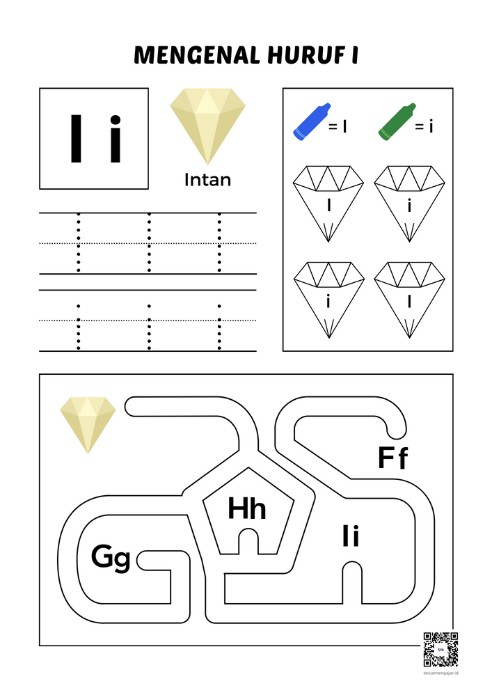 MENGENAL HURUF I
I i
Intan
= I
= i
I
i
i
I
Ff
Hh
Ii
Gg